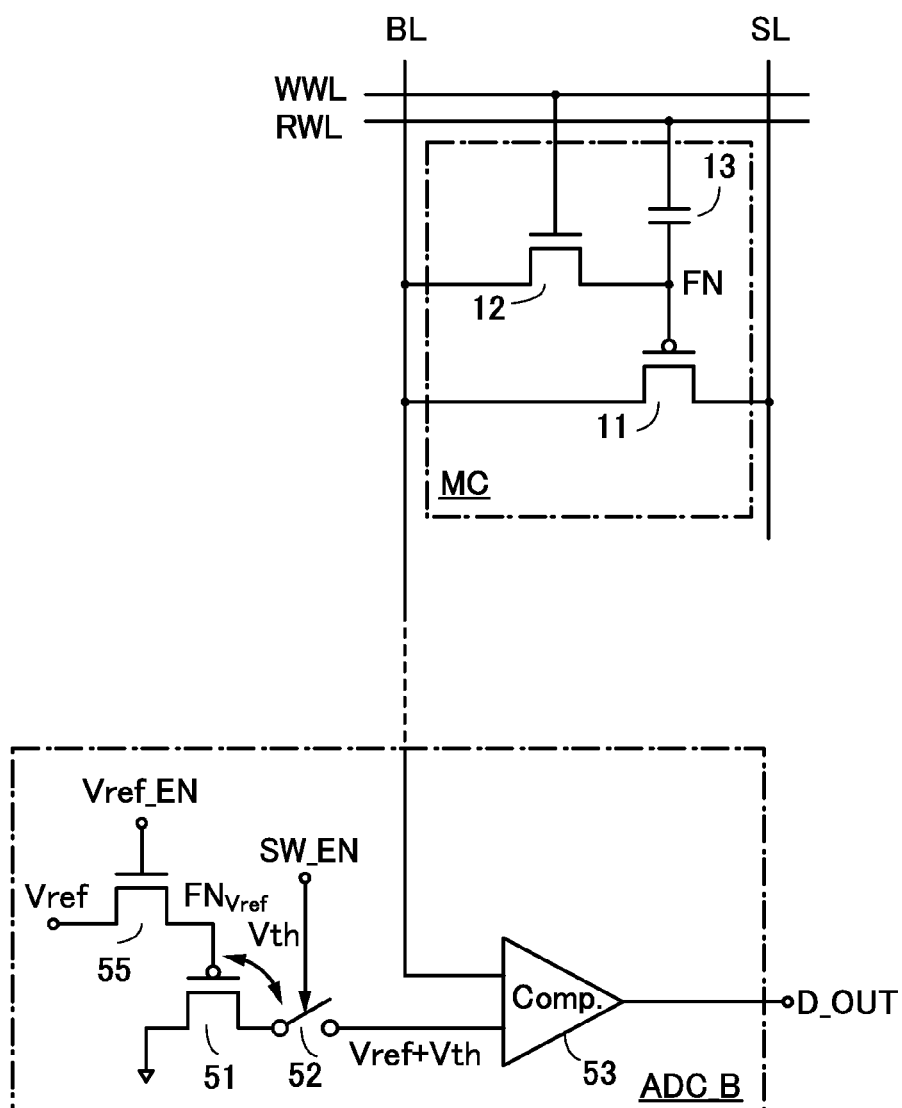 BL
SL
WWL
RWL
13
12
FN
11
MC
Vref_EN
SW_EN
Vref
FNVref
Vth
55
51
52
Comp.
53
D_OUT
Vref+Vth
ADC_B